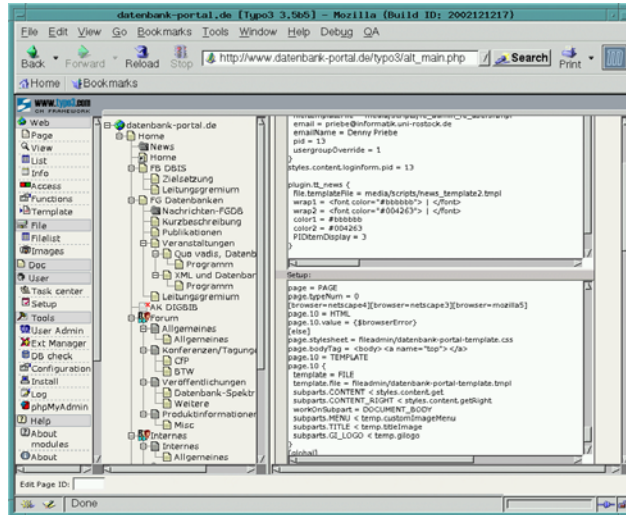 datenbank-portal.de [Typo3 3.5b5] - Mozilla (Build ID: 2002121217)
File Edit View Go Bookmarks Tools Window Help Debug QA
Back Forward Reload Stop http://www.datenbank-portal.de/typo3/alt_main.php Search Print
Home Bookmarks
www.typo3.com
Web
Page
View
List
Info
Access
Functions
Template
File
Filelist
Images
Doc
User
Task center
Setup
Tools
User Admin
Ext Manager
DB check
Configuration
Install
Log
phpMyAdmin
Help
About
modules
About
datenbank-portal.de
Home
News
Home
FB DBIS
Zielsetzung
Leitungsgremium
FG Datenbanken
Nachrichten-FGDB
Kurzbeschreibung
Publikationen
Veranstaltungen
Quo vadis, Datenb
Programm
XML und Datenbar
Programm
Leitungsgremium
AK DIGBIB
Forum
Allgemeines
Allgemeines
Konferenzen/Tagunge
CfP
BTW
Veröffentlichungen
Datenbank-Spektr
Weitere
Produktinformationer
Misc
Internes
Internes
Allgemeines
email = priebe@informatik.uni-rostock.de
emailName = Denny Priebe
pid = 13
usergroupOverride = 1
}
styles.content.loginform.pid = 13
plugin.tt_news {
file.templateFile = media/scripts/news_template2.tmpl
wrap1 = <font color="#bbbbbb"> | </font>
wrap2 = <font color="#004263"> | </font>
color1 = #bbbbbb
color2 = #004263
PIDitemDisplay = 3
}
Setup:
page = PAGE
page.typeNum = 0
[browser=netscape4][browser=netscape3][browser=mozilla5]
page.10 = HTML
page.10.value = {$browserError}
[else]
page.stylesheet = fileadmin/datenbank-portal-template.css
page.bodyTag = <body><a name="top"></a>
page.10 = TEMPLATE
page.10 {
template = FILE
template.file = fileadmin/datenbank-portal-template.tmpl
subparts.CONTENT < styles.content.get
subparts.CONTENT_RIGHT < styles.content.getRight
workOnSubpart = DOCUMENT_BODY
subparts.MENU < temp.customImageMenu
subparts.TITLE < temp.titleImage
subparts.GI_LOGO < temp.gilogo
}
[global]
Edit Page ID:
Done